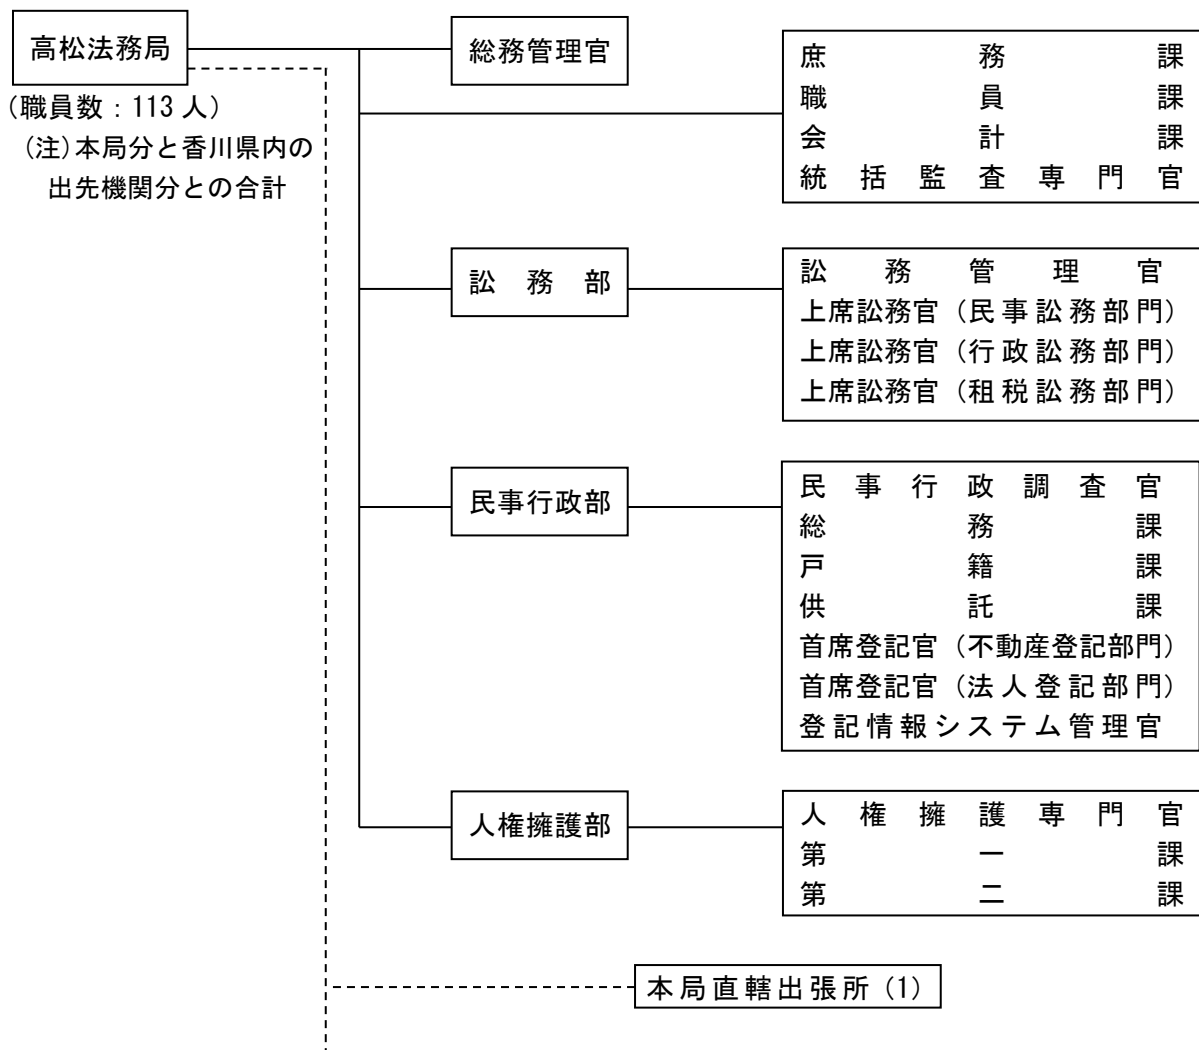 高松法務局
(職員数：113人)
(注)本局分と香川県内の
出先機関分との合計
総務管理官
庶務課
職員課
会計課
統括監査専門官
訟務部
訟務管理官
上席訟務官（民事訟務部門）
上席訟務官（行政訟務部門）
上席訟務官（租税訟務部門）
民事行政部
民事行政調査官
総務課
戸籍課
供託課
首席登記官（不動産登記部門）
首席登記官（法人登記部門）
登記情報システム管理官
人権擁護部
人権擁護専門官
第一課
第二課
本局直轄出張所 (1)